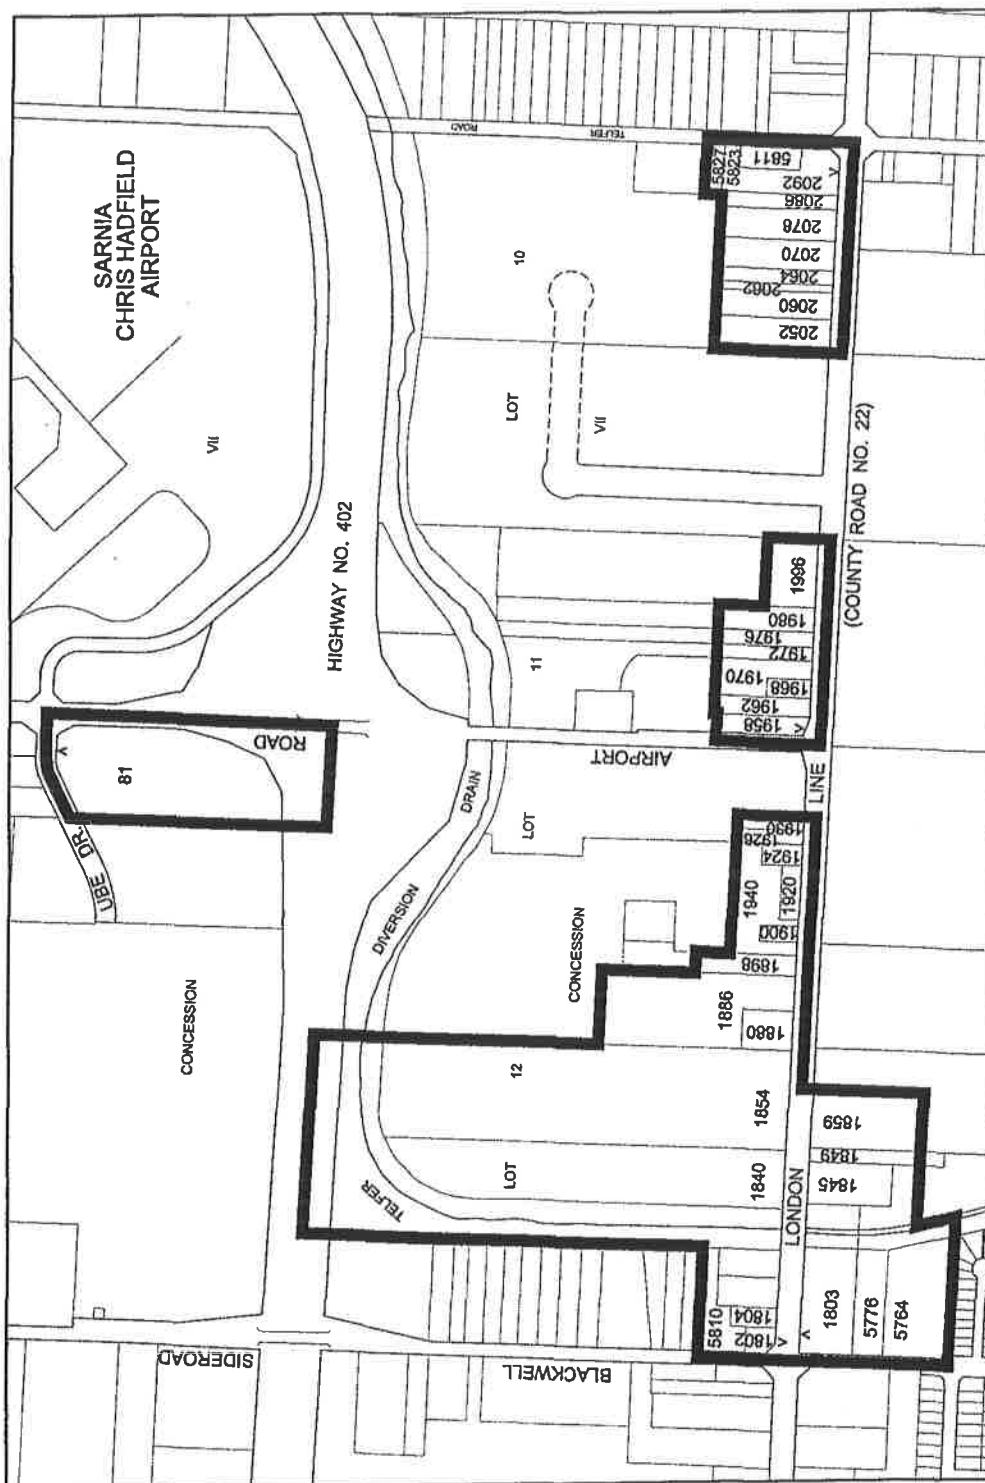 SARNIA
CHRIS HADFIELD
AIRPORT
VII
HIGHWAY NO. 402
TELFER
ROAD
10
LOT
VII
5827
5823
5811
2092
2086
2078
2070
2064
2062
2060
2052
(COUNTY ROAD NO. 22)
11
1996
1980
1976
1972
1970
1968
1962
1958
ROAD
81
UBE DR.
AIRPORT
LINE
DRAIN
DIVERSION
LOT
CONCESSION
CONCESSION
1930
1926
1924
1940
1920
1900
1898
1886
1880
12
1854
1859
1849
1845
1840
LOT
TELFER
LONDON
5810
1804
1802
1803
5776
5764
SIDEROAD
BLACKWELL